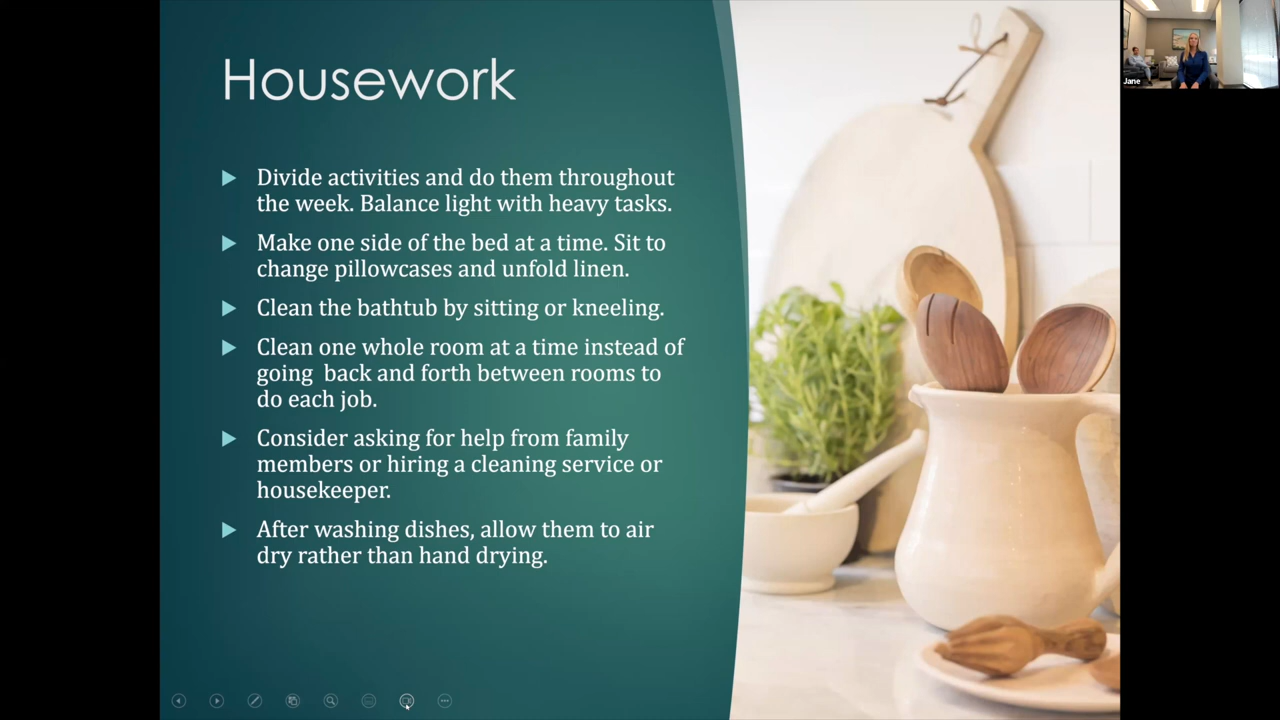 Housework
Divide activities and do them throughout
the week. Balance light with heavy tasks.
Make one side of the bed at a time. Sit to
change pillowcases and unfold linen.
Clean the bathtub by sitting or kneeling.
Clean one whole room at a time instead of
going  back and forth between rooms to
do each job.
Consider asking for help from family
members or hiring a cleaning service or
housekeeper.
After washing dishes, allow them to air
dry rather than hand drying.
Jane